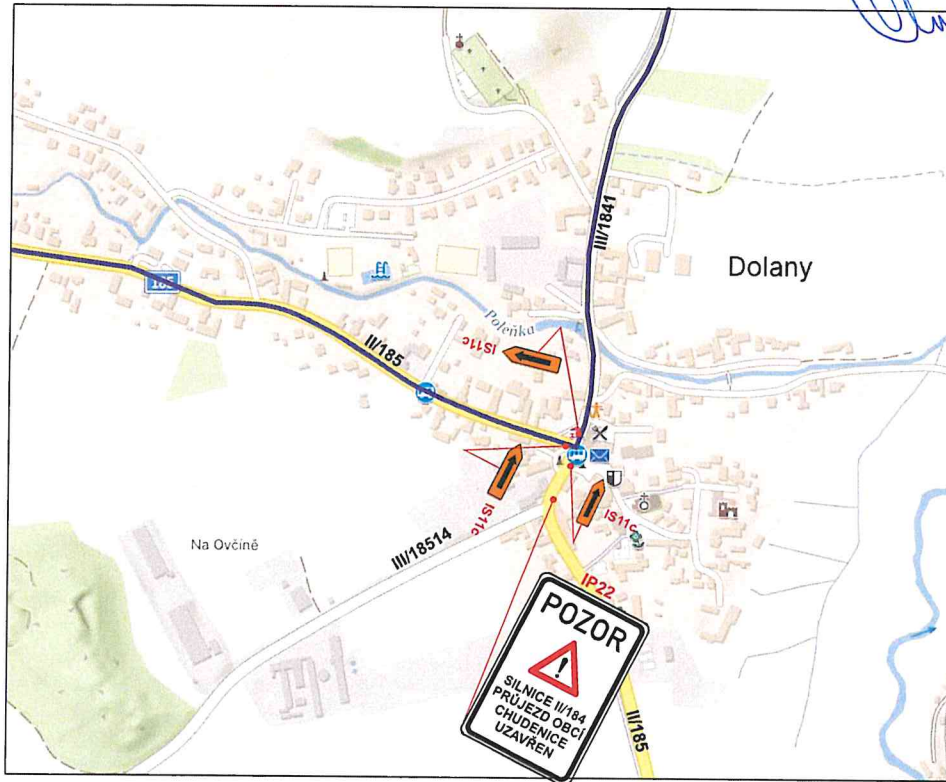 III/1841
Dolany
185
Poleňka
IS11c
II/185
IS11c
IS11c
Na Ovčíně
III/18514
IP22
POZOR
!
SILNICE II/184
PRŮJEZD OBCÍ
CHUDENICE
UZAVŘEN
II/185